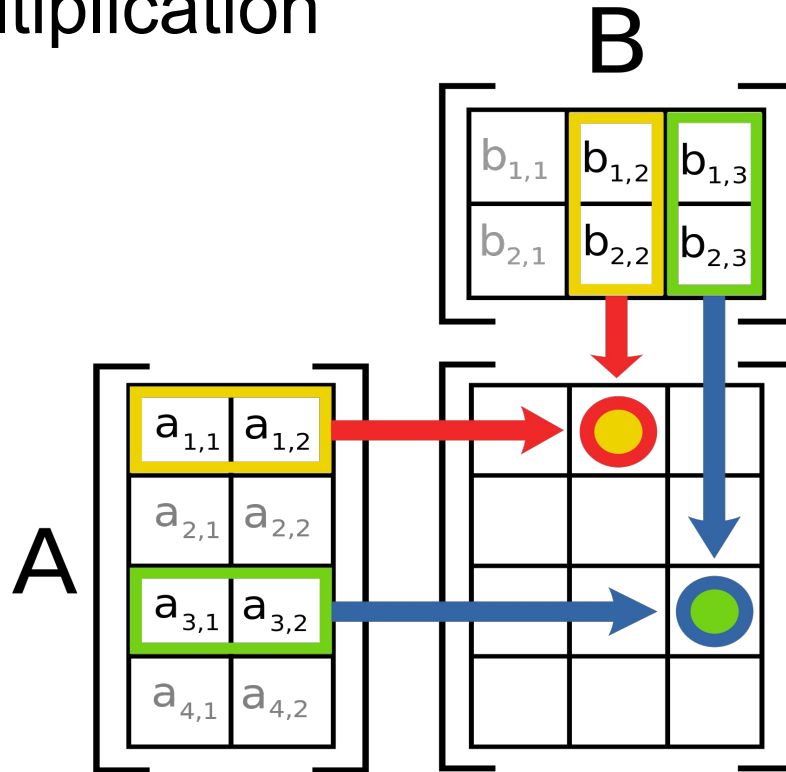 tiplication
B
b1,1 b1,2 b1,3
b2,1 b2,2 b2,3
a1,1 a1,2
a2,1 a2,2
A
a3,1 a3,2
a4,1 a4,2